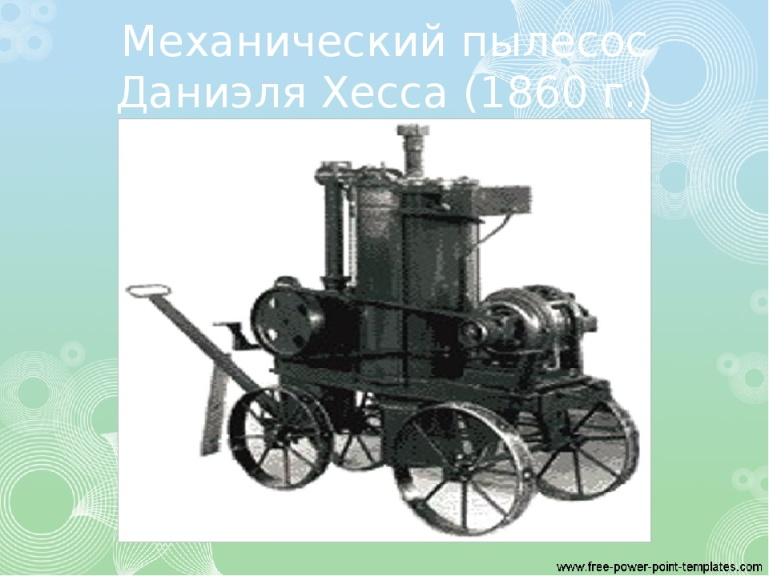 Механический пылесос
Даниэля Хесса (1860 г.)
www.free-power-point-templates.com